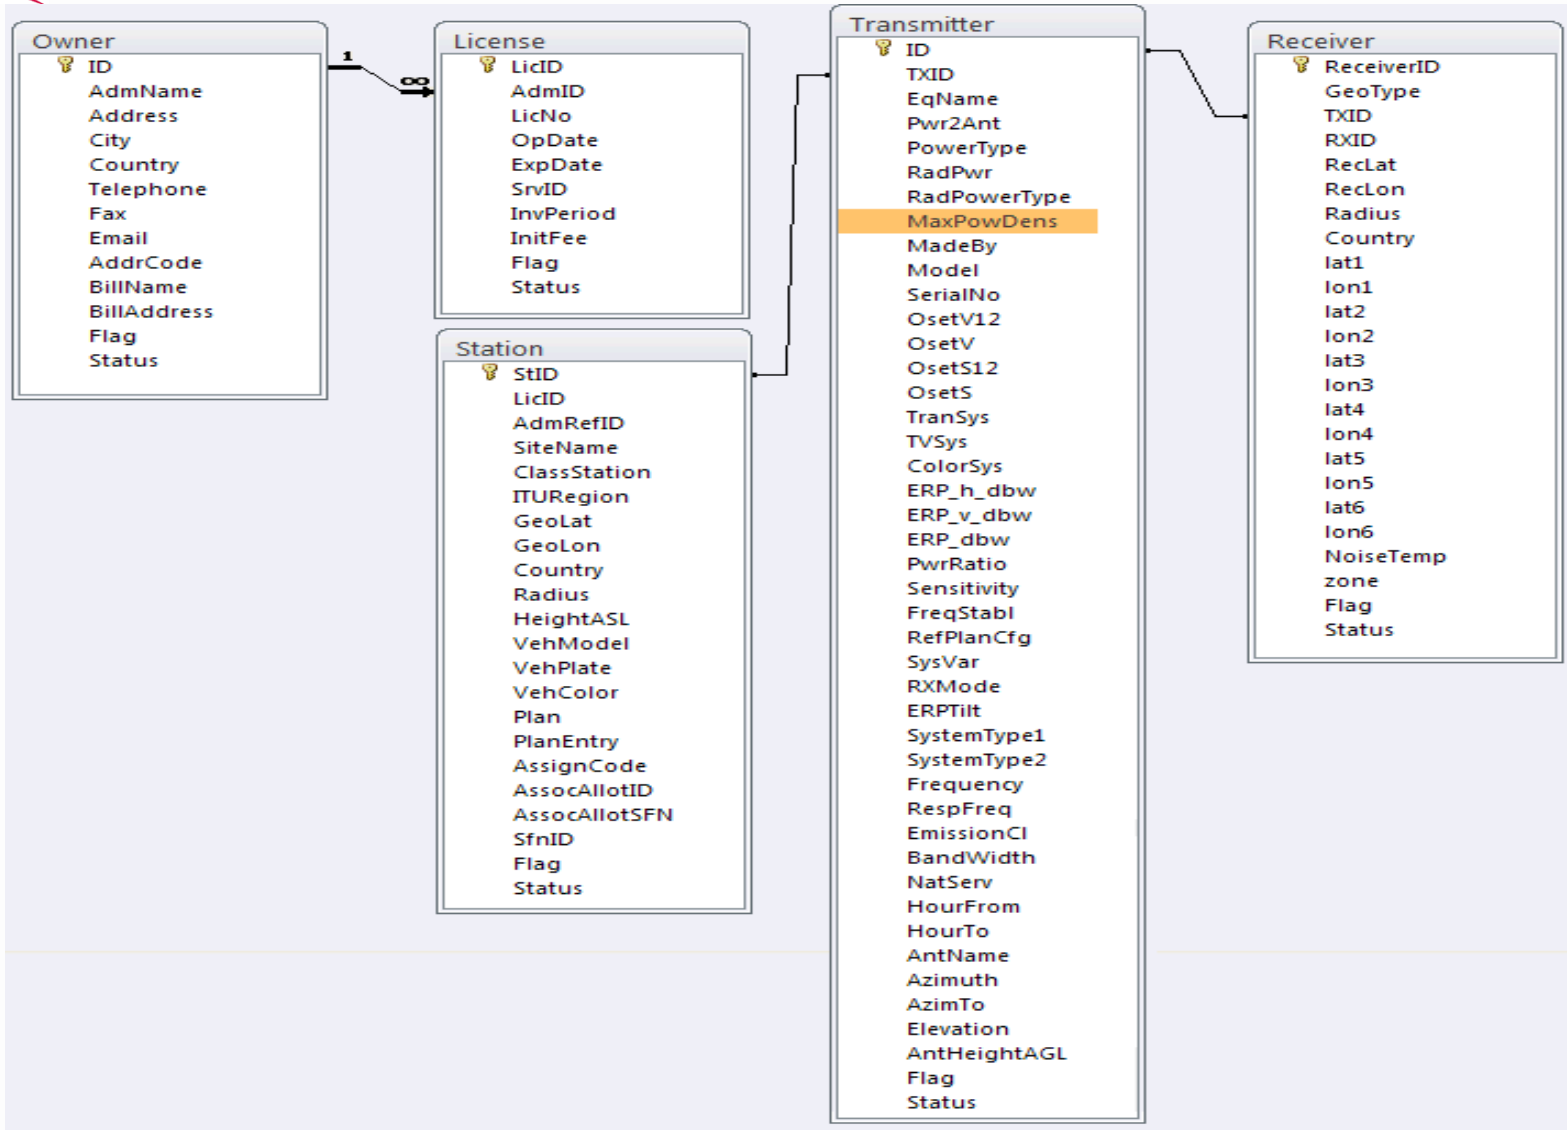 Owner
ID
AdmName
Address
City
Country
Telephone
Fax
Email
AddrCode
BillName
BillAddress
Flag
Status
1
∞
License
LicID
AdmID
LicNo
OpDate
ExpDate
SrvID
InvPeriod
InitFee
Flag
Status
Station
StID
LicID
AdmRefID
SiteName
ClassStation
ITURegion
GeoLat
GeoLon
Country
Radius
HeightASL
VehModel
VehPlate
VehColor
Plan
PlanEntry
AssignCode
AssocAllotID
AssocAllotSFN
SfnID
Flag
Status
Transmitter
ID
TXID
EqName
Pwr2Ant
PowerType
RadPwr
RadPowerType
MaxPowDens
MadeBy
Model
SerialNo
OsetV12
OsetV
OsetS12
OsetS
TranSys
TVSys
ColorSys
ERP_h_dbw
ERP_v_dbw
ERP_dbw
PwrRatio
Sensitivity
FreqStabl
RefPlanCfg
SysVar
RXMode
ERPTilt
SystemType1
SystemType2
Frequency
RespFreq
EmissionCl
BandWidth
NatServ
HourFrom
HourTo
AntName
Azimuth
AzimTo
Elevation
AntHeightAGL
Flag
Status
Receiver
ReceiverID
GeoType
TXID
RXID
RecLat
RecLon
Radius
Country
lat1
lon1
lat2
lon2
lat3
lon3
lat4
lon4
lat5
lon5
lat6
lon6
NoiseTemp
zone
Flag
Status